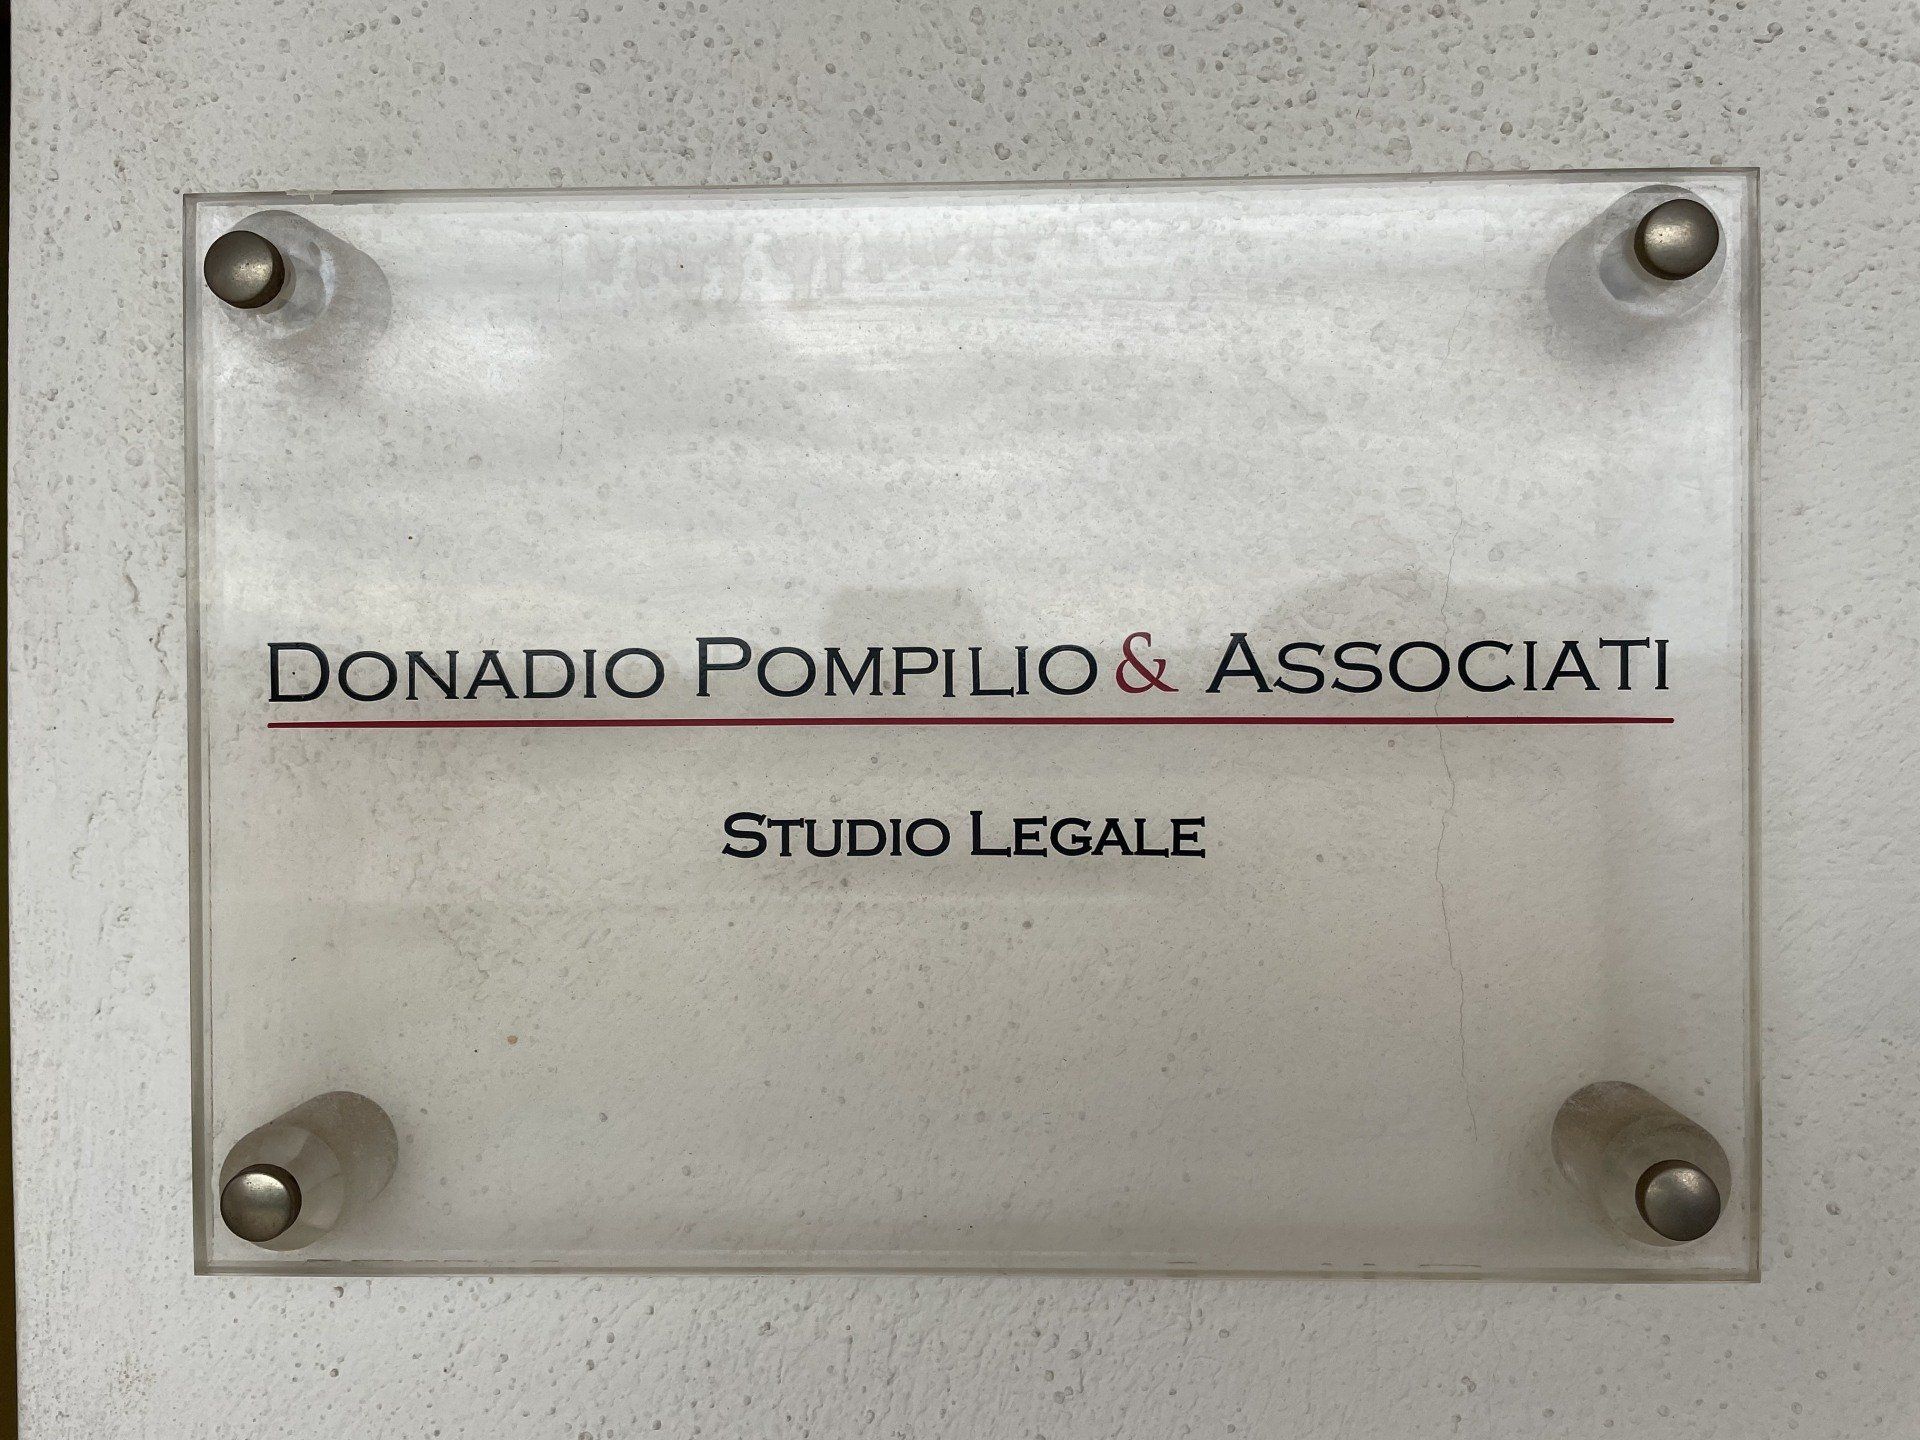 Donadio Pompilio & Associati
Studio Legale